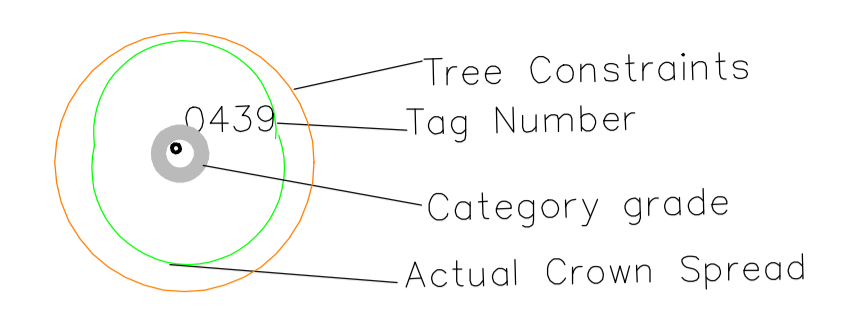 Tree Constraints
0439
Tag Number
Category grade
Actual Crown Spread